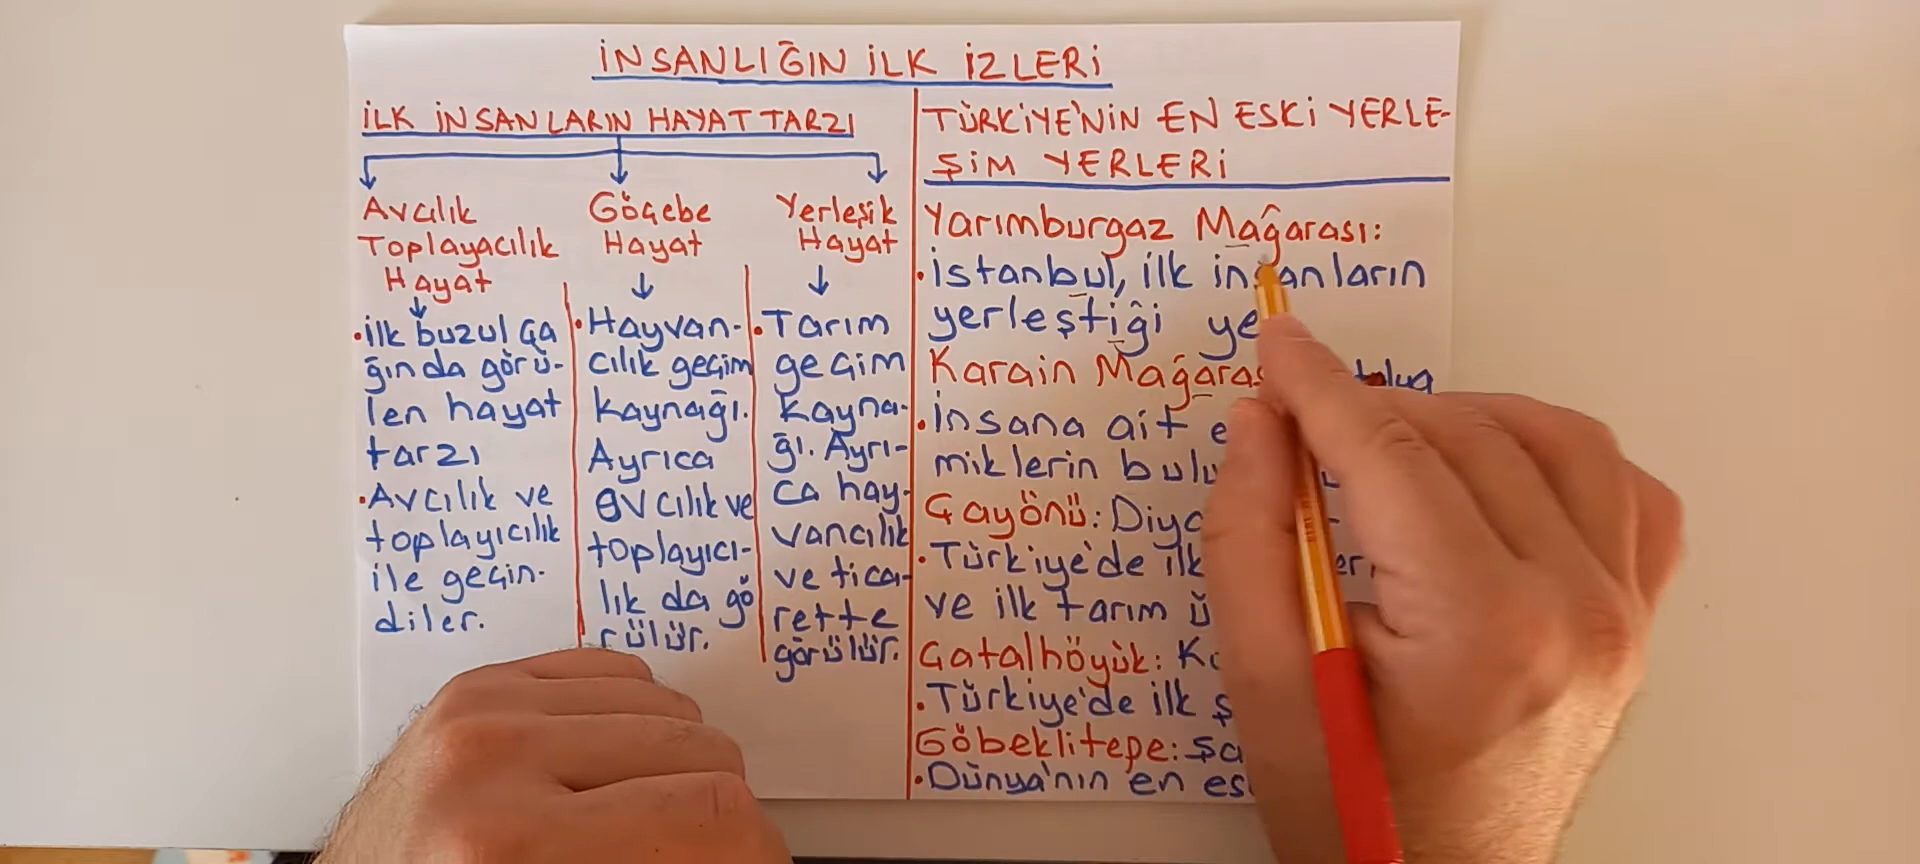 İNSANLIĞIN İLK İZLERİ
İLK İNSANLARIN HAYAT TARZI
Avcılık
Toplayacılık
Hayat
•İlk buzul ça
ğında görü-
len hayat
tarzı
•Avcılık ve
toplayıcılık
ile geçin-
diler.
Göçebe
Hayat
•Hayvan-
cılık geçim
kaynağı.
Ayrıca
avcılık ve
toplayıcı-
lık da gö
rülür.
Yerleşik
Hayat
•Tarım
geçim
kayna-
ğı. Ayrı-
ca hay-
vancılık
ve tica-
rette
görülür.
TÜRKİYE'NİN EN ESKİ YERLE-
ŞİM YERLERİ
Yarımburgaz Mağarası:
•İstanbul, ilk insanların
yerleştiği
Karain
•İnsana ait
miklerin
Çayönü:
•Türkiye'de ilk
ve ilk tarım
Çatalhöyük:
•Türkiye'de ilk
Göbeklitepe:
•Dünya'nın en